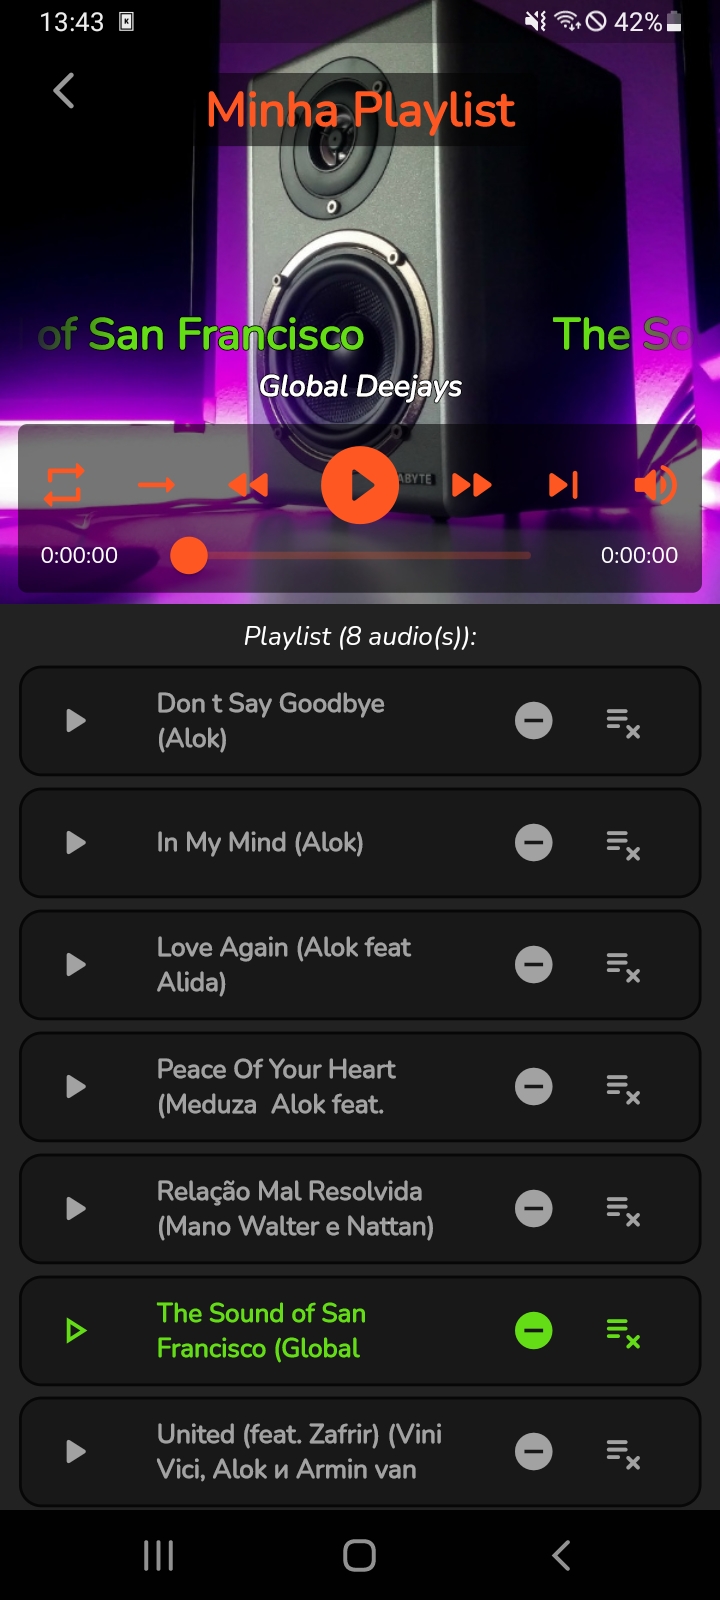 13:43
42%
Minha Playlist
of San Francisco The So
Global Deejays
ABYTE
0:00:00 0:00:00
Playlist (8 audio(s)):
Don t Say Goodbye
(Alok)
In My Mind (Alok)
Love Again (Alok feat
Alida)
Peace Of Your Heart
(Meduza  Alok feat.
Relação Mal Resolvida
(Mano Walter e Nattan)
The Sound of San
Francisco (Global
United (feat. Zafrir) (Vini
Vici, Alok и Armin van